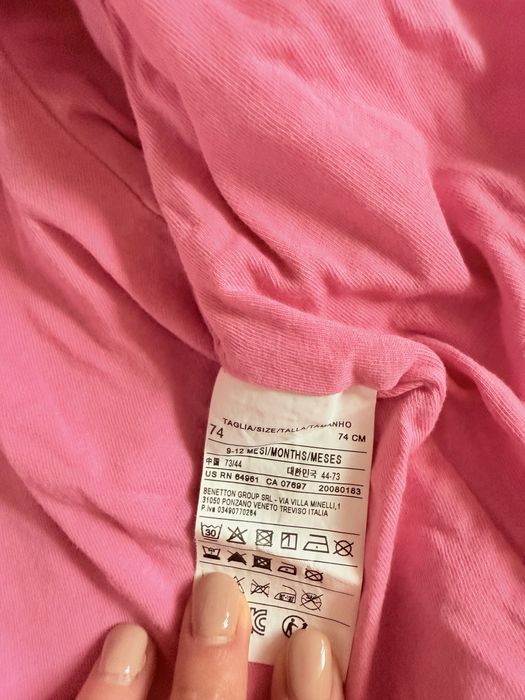 TAGLIA/SIZE/TALLA/TAMANHO
74 74 CM
9-12 MESI/MONTHS/MESES
中国 73/44 대한민국 44-73
US RN 64961 CA 07697 20080183
BENETTON GROUP SRL - VIA VILLA MINELLI,1
31050 PONZANO VENETO TREVISO ITALIA
P.Iva 03490770264
30